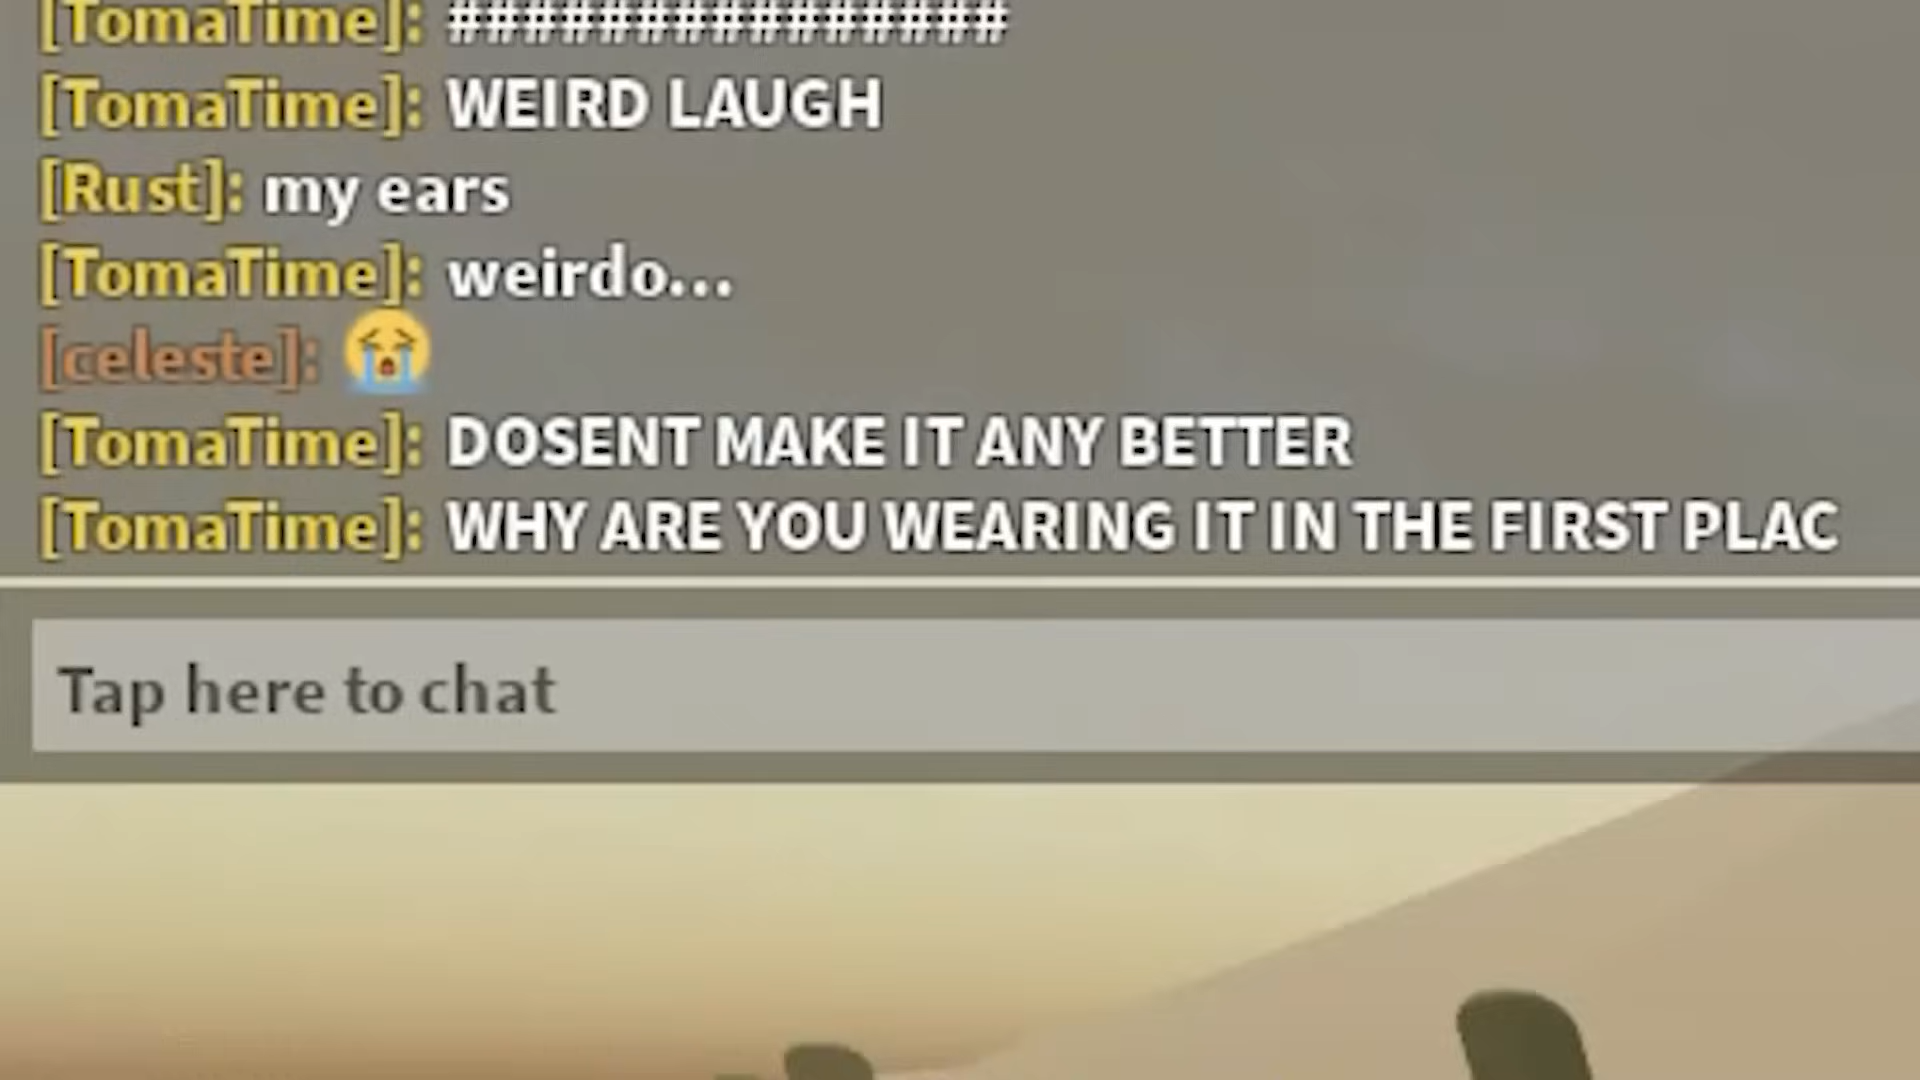 [TomaTime]: ###############
[TomaTime]: WEIRD LAUGH
[Rust]: my ears
[TomaTime]: weirdo...
[celeste]: 😭
[TomaTime]: DOSENT MAKE IT ANY BETTER
[TomaTime]: WHY ARE YOU WEARING IT IN THE FIRST PLAC
Tap here to chat